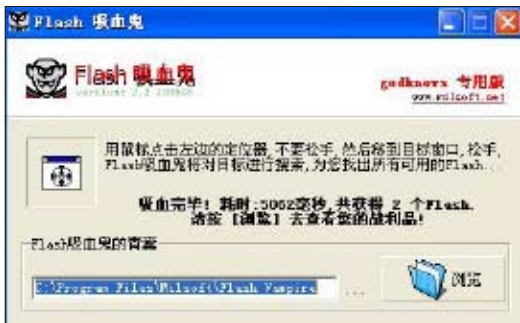 Flash 吸血鬼
Flash 吸血鬼
godknows 专用版
www.milsoft.net
用鼠标点击左边的定位器,不要松手,然后移到目标窗口,松手,
Flash吸血鬼将对目标进行搜索,为您找出所有可用的Flash...
吸血完毕! 耗时:5062毫秒,共获得 2 个Flash.
请按 [浏览] 去查看您的战利品!
Flash吸血鬼的青冢
C:\Program Files\Milsoft\Flash Vampire
...
浏览